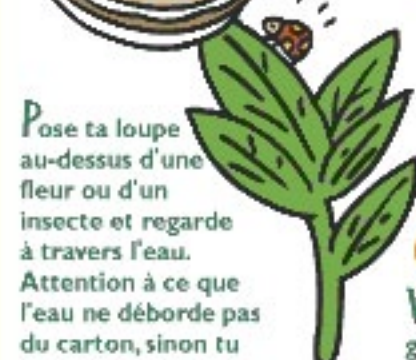 Pose ta loupe
au-dessus d'une
fleur ou d'un
insecte et regarde
à travers l'eau.
Attention à ce que
l'eau ne déborde pas
du carton, sinon tu